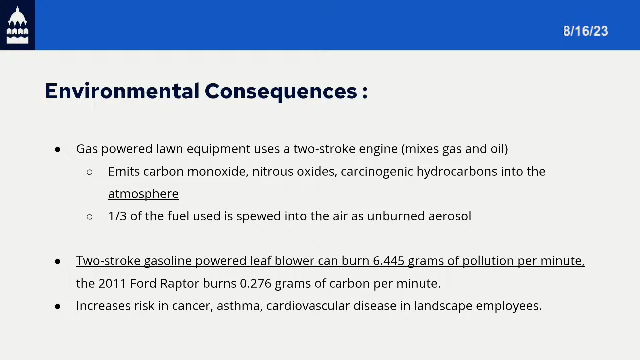 8/16/23
Environmental Consequences :
● Gas powered lawn equipment uses a two-stroke engine (mixes gas and oil)
○ Emits carbon monoxide, nitrous oxides, carcinogenic hydrocarbons into the
atmosphere
○ 1/3 of the fuel used is spewed into the air as unburned aerosol
● Two-stroke gasoline powered leaf blower can burn 6.445 grams of pollution per minute,
the 2011 Ford Raptor burns 0.276 grams of carbon per minute.
● Increases risk in cancer, asthma, cardiovascular disease in landscape employees.